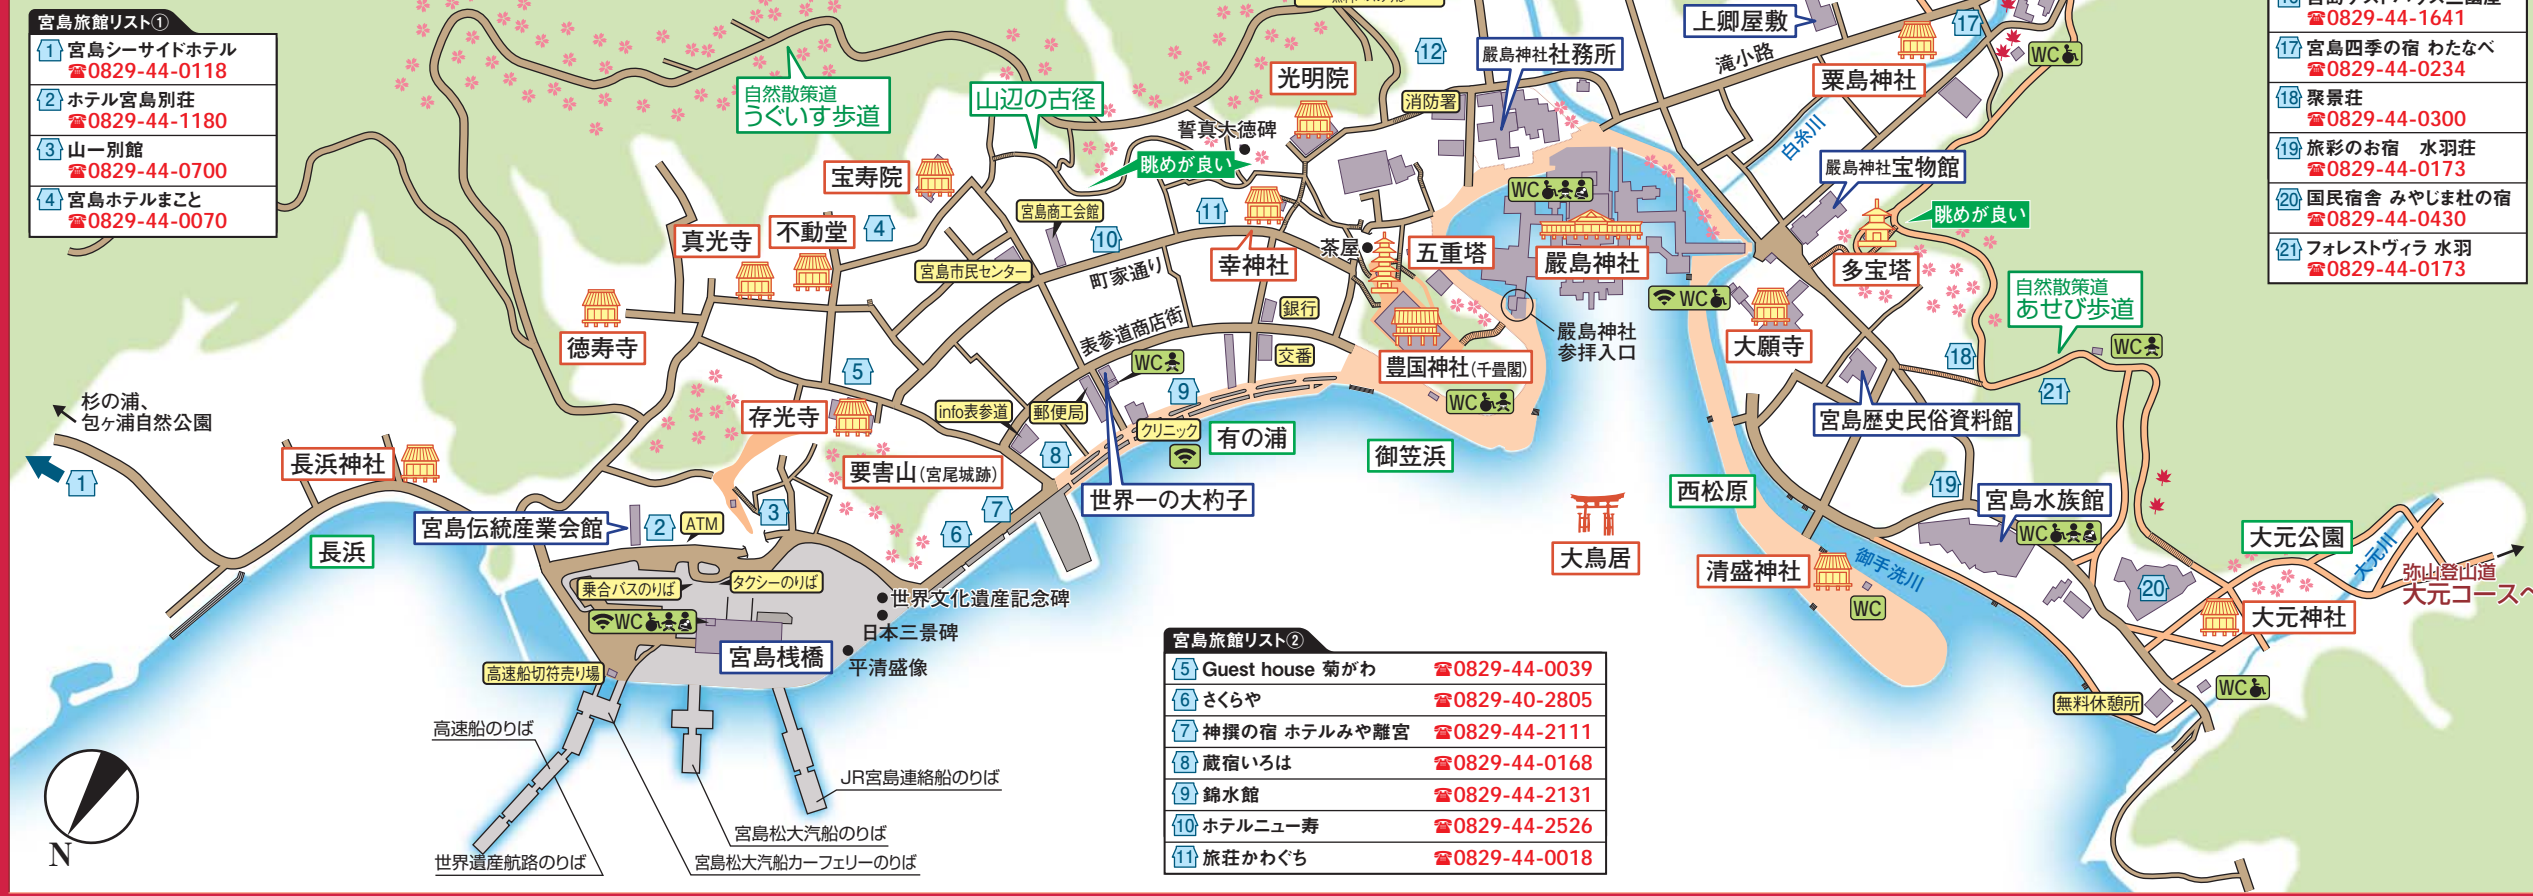 宮島旅館リスト①
1 宮島シーサイドホテル
☎0829-44-0118
2 ホテル宮島別荘
☎0829-44-1180
3 山一別館
☎0829-44-0700
4 宮島ホテルまこと
☎0829-44-0070
自然散策道
うぐいす歩道
山辺の古径
眺めが良い
誓真大徳碑
光明院
12
消防署
嚴島神社社務所
上卿屋敷
滝小路
17
粟島神社
WC
白糸川
嚴島神社宝物館
眺めが良い
多宝塔
自然散策道
あせび歩道
☎0829-44-1641
17 宮島四季の宿 わたなべ
☎0829-44-0234
18 聚景荘
☎0829-44-0300
19 旅彩のお宿 水羽荘
☎0829-44-0173
20 国民宿舎 みやじま杜の宿
☎0829-44-0430
21 フォレストヴィラ 水羽
☎0829-44-0173
宝寿院
宮島商工会館
11
10
幸神社
茶屋
五重塔
WC
嚴島神社
真光寺
不動堂
4
宮島市民センター
町家通り
徳寿寺
表参道商店街
銀行
交番
WC
豊国神社(千畳閣)
WC
嚴島神社
参拝入口
WC
大願寺
18
21
WC
宮島歴史民俗資料館
杉の浦、
包ヶ浦自然公園
1
長浜神社
長浜
5
存光寺
要害山(宮尾城跡)
info表参道
郵便局
クリニック
9
有の浦
御笠浜
8
7
6
世界一の大杓子
宮島伝統産業会館
2
ATM
3
乗合バスのりば
タクシーのりば
WC
宮島桟橋
世界文化遺産記念碑
日本三景碑
平清盛像
高速船切符売り場
高速船のりば
世界遺産航路のりば
宮島松大汽船のりば
宮島松大汽船カーフェリーのりば
JR宮島連絡船のりば
N
大鳥居
西松原
清盛神社
WC
御手洗川
19
宮島水族館
WC
20
大元公園
大元川
弥山登山道
大元コースへ
大元神社
WC
無料休憩所
宮島旅館リスト②
5 Guest house 菊がわ ☎0829-44-0039
6 さくらや ☎0829-40-2805
7 神撰の宿 ホテルみや離宮 ☎0829-44-2111
8 蔵宿いろは ☎0829-44-0168
9 錦水館 ☎0829-44-2131
10 ホテルニュー寿 ☎0829-44-2526
11 旅荘かわぐち ☎0829-44-0018